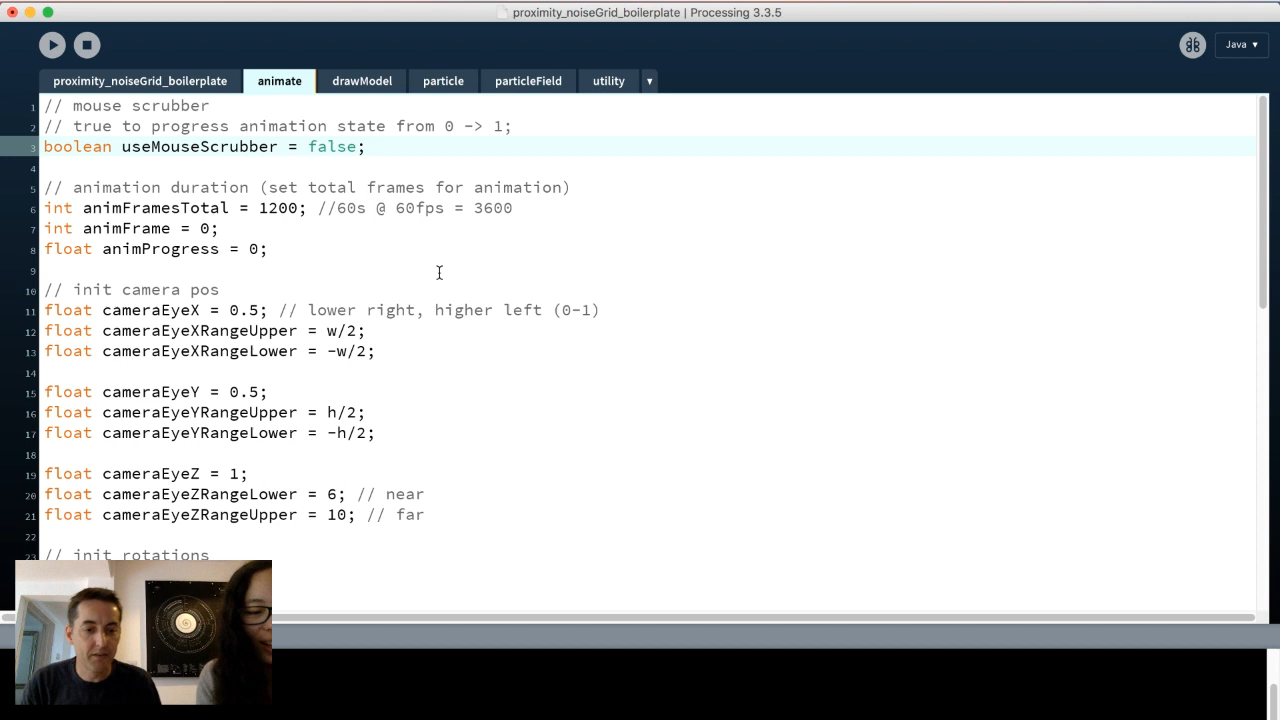 proximity_noiseGrid_boilerplate | Processing 3.3.5
Java ▾
proximity_noiseGrid_boilerplate animate drawModel particle particleField utility ▾
1 // mouse scrubber
2 // true to progress animation state from 0 -> 1;
3 boolean useMouseScrubber = false;
4
5 // animation duration (set total frames for animation)
6 int animFramesTotal = 1200; //60s @ 60fps = 3600
7 int animFrame = 0;
8 float animProgress = 0;
9
10 // init camera pos
11 float cameraEyeX = 0.5; // lower right, higher left (0-1)
12 float cameraEyeXRangeUpper = w/2;
13 float cameraEyeXRangeLower = -w/2;
14
15 float cameraEyeY = 0.5;
16 float cameraEyeYRangeUpper = h/2;
17 float cameraEyeYRangeLower = -h/2;
18
19 float cameraEyeZ = 1;
20 float cameraEyeZRangeLower = 6; // near
21 float cameraEyeZRangeUpper = 10; // far
22
23 // init rotations